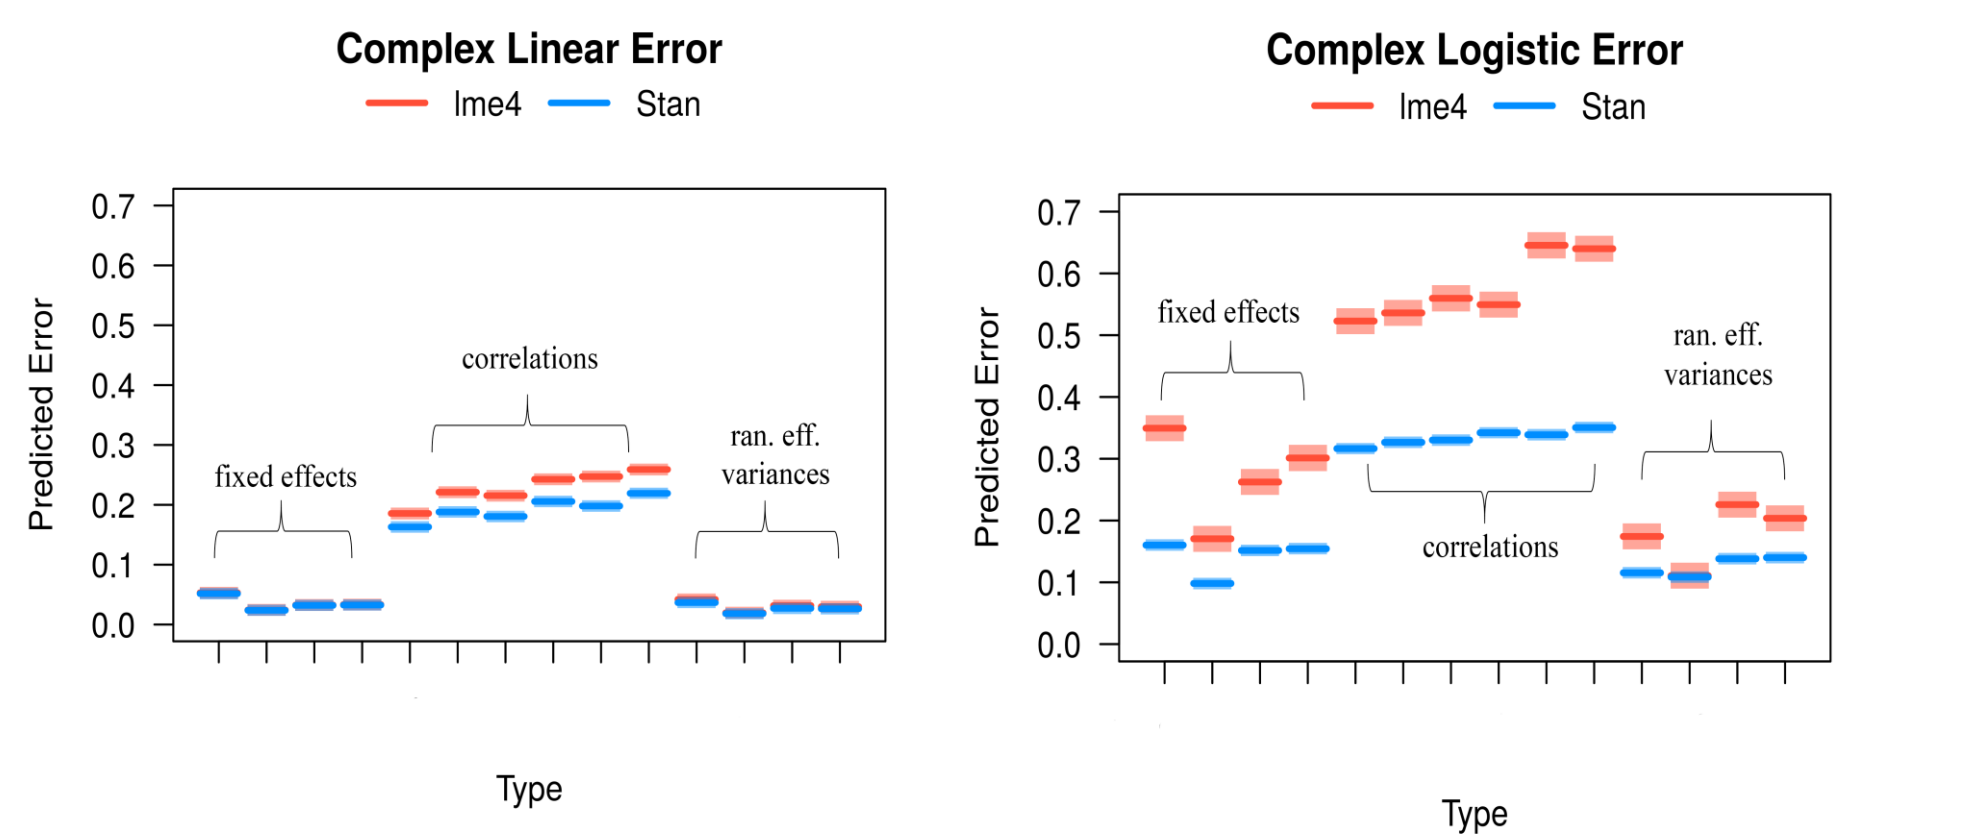 Complex Linear Error
lme4 Stan
0.7
0.6
0.5
0.4
0.3
0.2
0.1
0.0
Predicted Error
fixed effects
correlations
ran. eff.
variances
Type
Complex Logistic Error
lme4 Stan
0.7
0.6
0.5
0.4
0.3
0.2
0.1
0.0
Predicted Error
fixed effects
correlations
ran. eff.
variances
Type